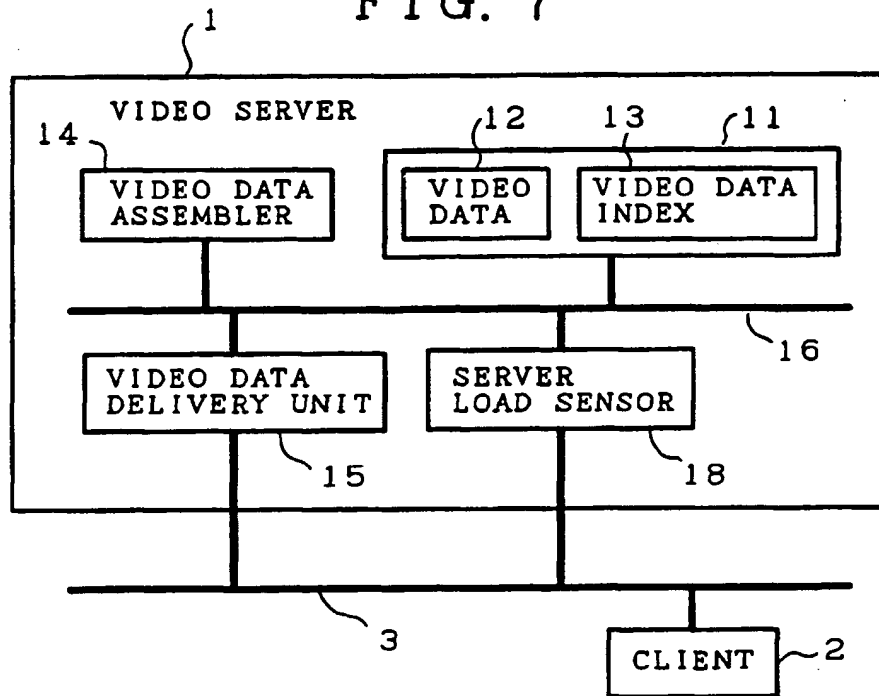 FIG. 7
1
VIDEO SERVER
14
12
13
11
VIDEO DATA
ASSEMBLER
VIDEO
DATA
VIDEO DATA
INDEX
16
VIDEO DATA
DELIVERY UNIT
SERVER
LOAD SENSOR
15
18
3
CLIENT
2